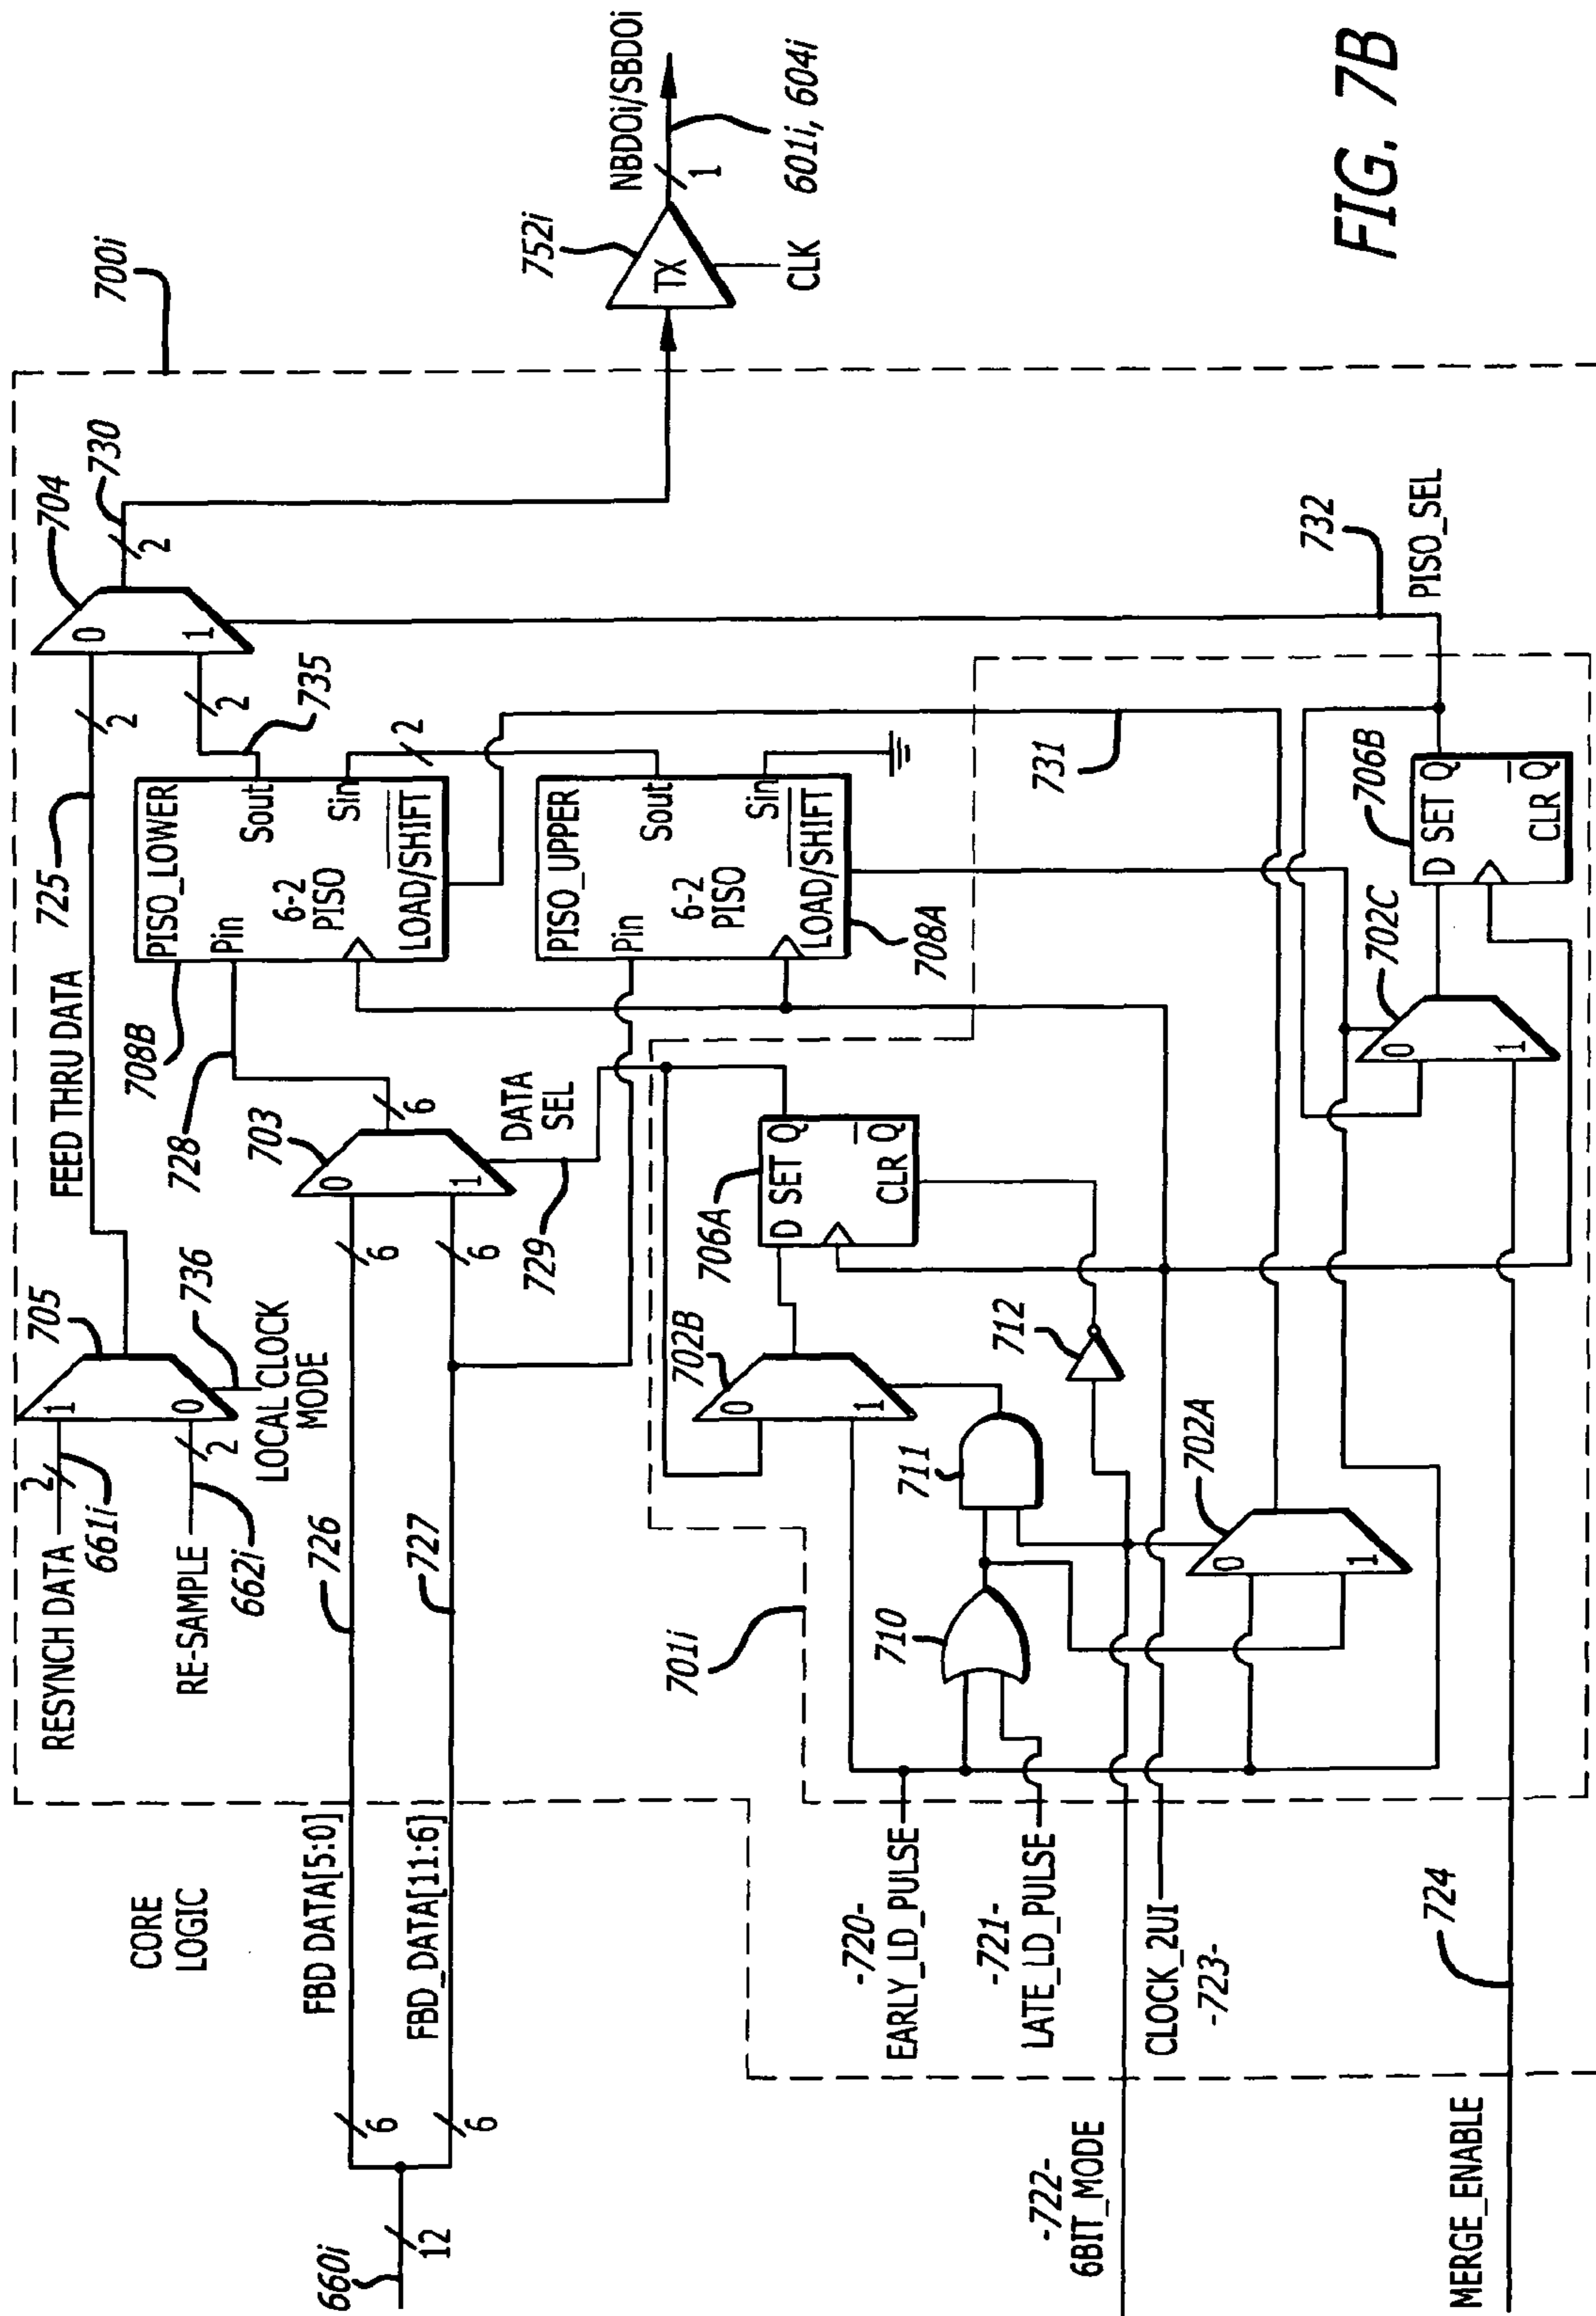 700i
704
730
2
0
1
752i
TX
CLK
NBDOi/SBDOi
1
601i, 604i
FIG. 7B
705
1
0
RESYNCH DATA
2
661i
RE-SAMPLE
2
662i
LOCAL CLOCK
MODE
736
FEED THRU DATA
725
2
2
735
PISO_LOWER
Pin
Sout
6-2
PISO
Sin
LOAD/SHIFT
708B
2
PISO_UPPER
Pin
Sout
6-2
PISO
Sin
LOAD/SHIFT
708A
728
6
703
0
1
DATA
SEL
729
6
6
726
727
CORE
LOGIC
FBD DATA[5:0]
FBD_DATA[11:6]
6
6
660i
12
701i
702B
0
1
706A
D SET Q
Q
CLR
710
711
712
702A
0
1
731
732
PISO_SEL
702C
0
1
706B
D SET Q
Q
CLR
-720-
EARLY_LD_PULSE
-721-
LATE_LD_PULSE
-722-
6BIT_MODE
CLOCK_2UI
-723-
724
MERGE_ENABLE